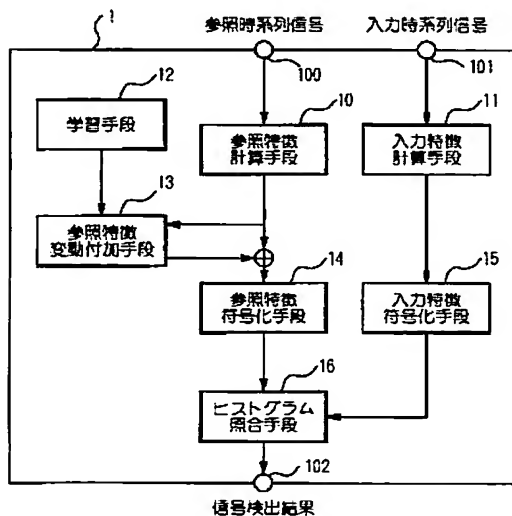 参照時系列信号
入力時系列信号
1
100
101
12
学習手段
10
参照特徴
計算手段
11
入力特徴
計算手段
13
参照特徴
変動付加手段
14
参照特徴
符号化手段
15
入力特徴
符号化手段
16
ヒストグラム
照合手段
102
信号検出結果